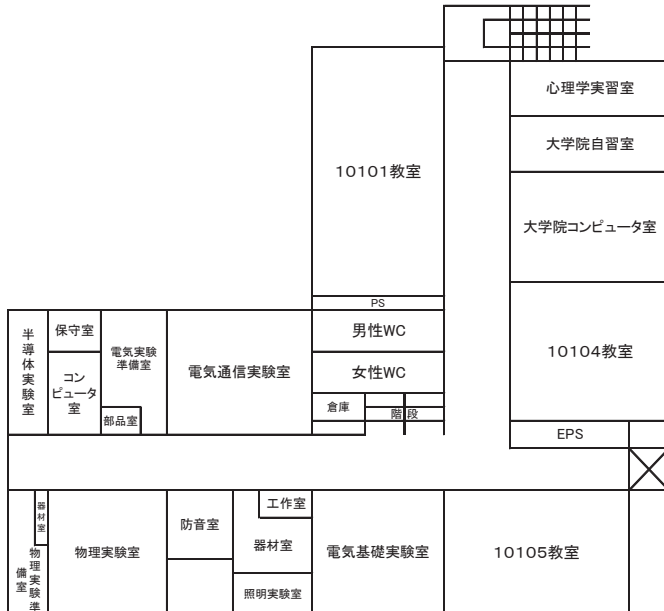 心理学実習室
大学院自習室
10101教室
大学院コンピュータ室
PS
半導体実験室
保守室
電気実験
準備室
電気通信実験室
男性WC
10104教室
コン
ピュータ
室
女性WC
部品室
倉庫
階段
EPS
器材室
物理実験準
備室
物理実験室
防音室
工作室
器材室
照明実験室
電気基礎実験室
10105教室